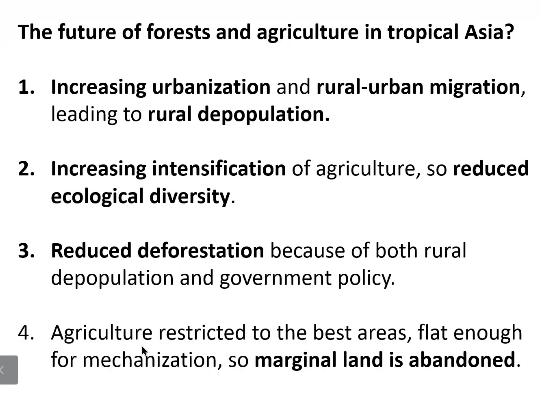 The future of forests and agriculture in tropical Asia?
1. Increasing urbanization and rural-urban migration,
leading to rural depopulation.
2. Increasing intensification of agriculture, so reduced
ecological diversity.
3. Reduced deforestation because of both rural
depopulation and government policy.
4. Agriculture restricted to the best areas, flat enough
for mechanization, so marginal land is abandoned.